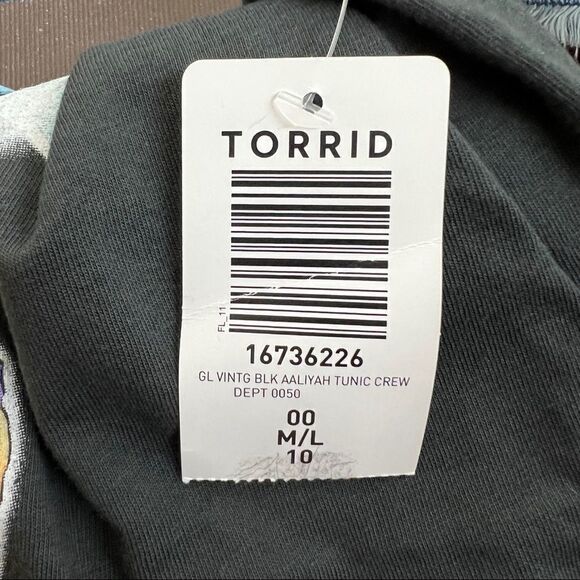 TORRID
FL_11
16736226
GL VINTG BLK AALIYAH TUNIC CREW
DEPT 0050
00
M/L
10